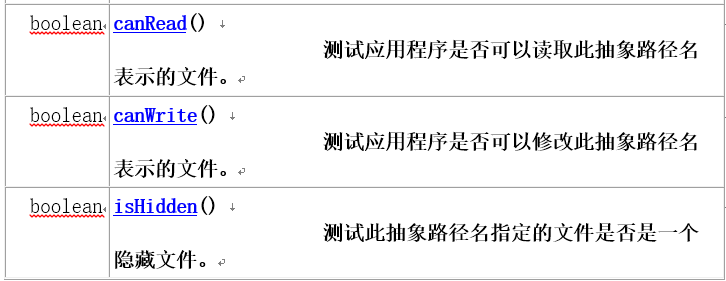 boolean canRead()
测试应用程序是否可以读取此抽象路径名
表示的文件。
boolean canWrite()
测试应用程序是否可以修改此抽象路径名
表示的文件。
boolean isHidden()
测试此抽象路径名指定的文件是否是一个
隐藏文件。